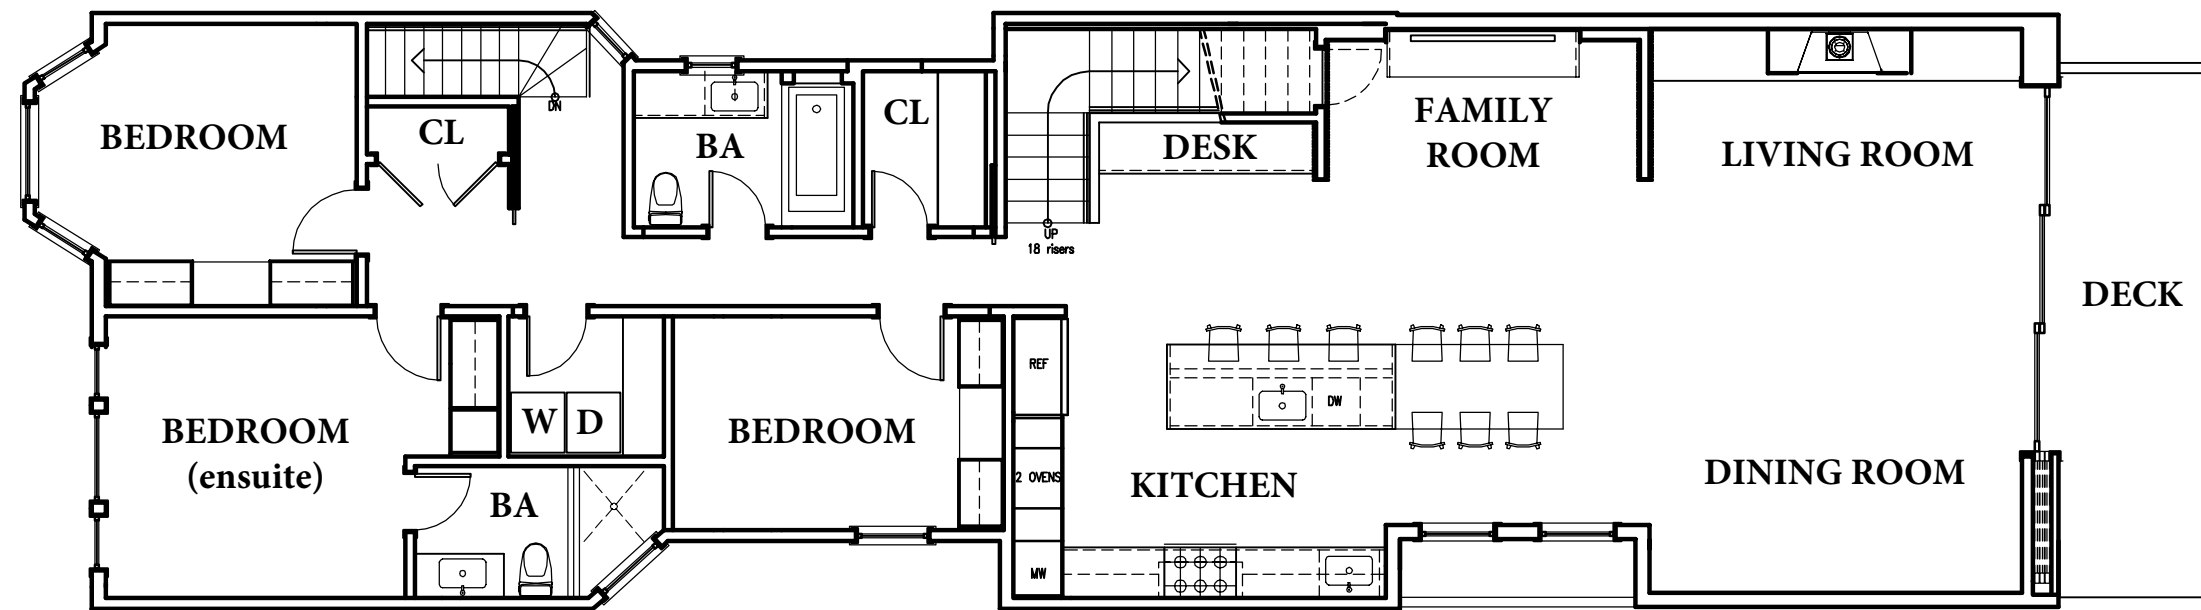 BEDROOM
CL
DN
BA
CL
DESK
UP
18 risers
FAMILY
ROOM
LIVING ROOM
DECK
BEDROOM
(ensuite)
W
D
BA
BEDROOM
REF
2 OVENS
MW
KITCHEN
DW
DINING ROOM